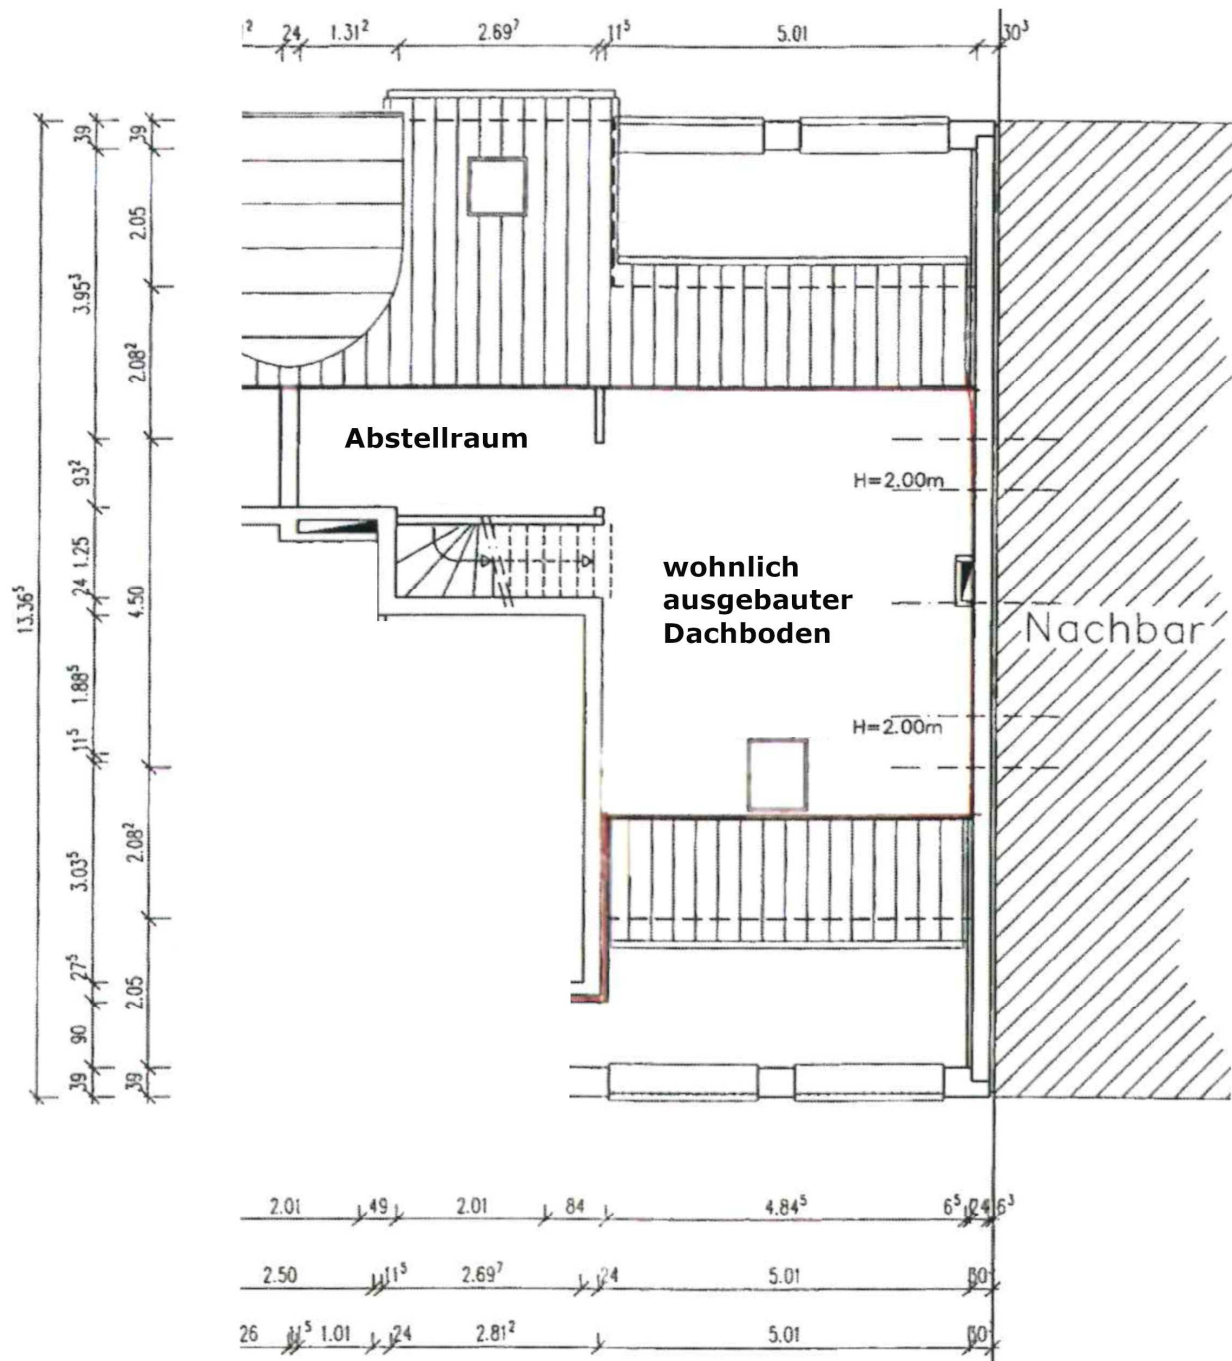 24 1.31² 2.69⁷ 11⁵ 5.01 30³
39
39
2.05
3.95³
2.08²
Abstellraum
93²
H=2.00m
1.25
24
13.36⁵
4.50
wohnlich
ausgebauter
Dachboden
Nachbar
1.88⁵
11⁵
H=2.00m
2.08²
3.03⁵
27⁵
2.05
90
39
39
2.01 49 2.01 84 4.84⁵ 6⁵ 24 6³
2.50 11⁵ 2.69⁷ 24 5.01 30
26 11⁵ 1.01 24 2.81² 5.01 30